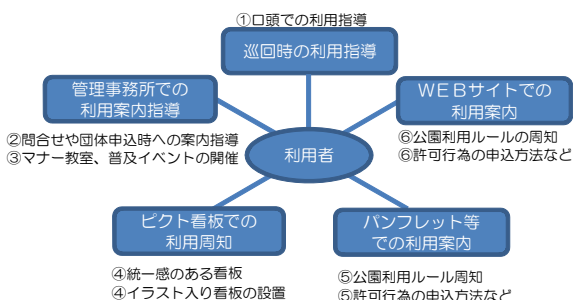 ①口頭での利用指導
巡回時の利用指導
管理事務所での
利用案内指導
②問合せや団体申込時への案内指導
③マナー教室、普及イベントの開催
WEBサイトでの
利用案内
⑥公園利用ルールの周知
⑥許可行為の申込方法など
利用者
ピクト看板での
利用周知
④統一感のある看板
④イラスト入り看板の設置
パンフレット等
での利用案内
⑤公園利用ルール周知
⑤許可行為の申込方法など